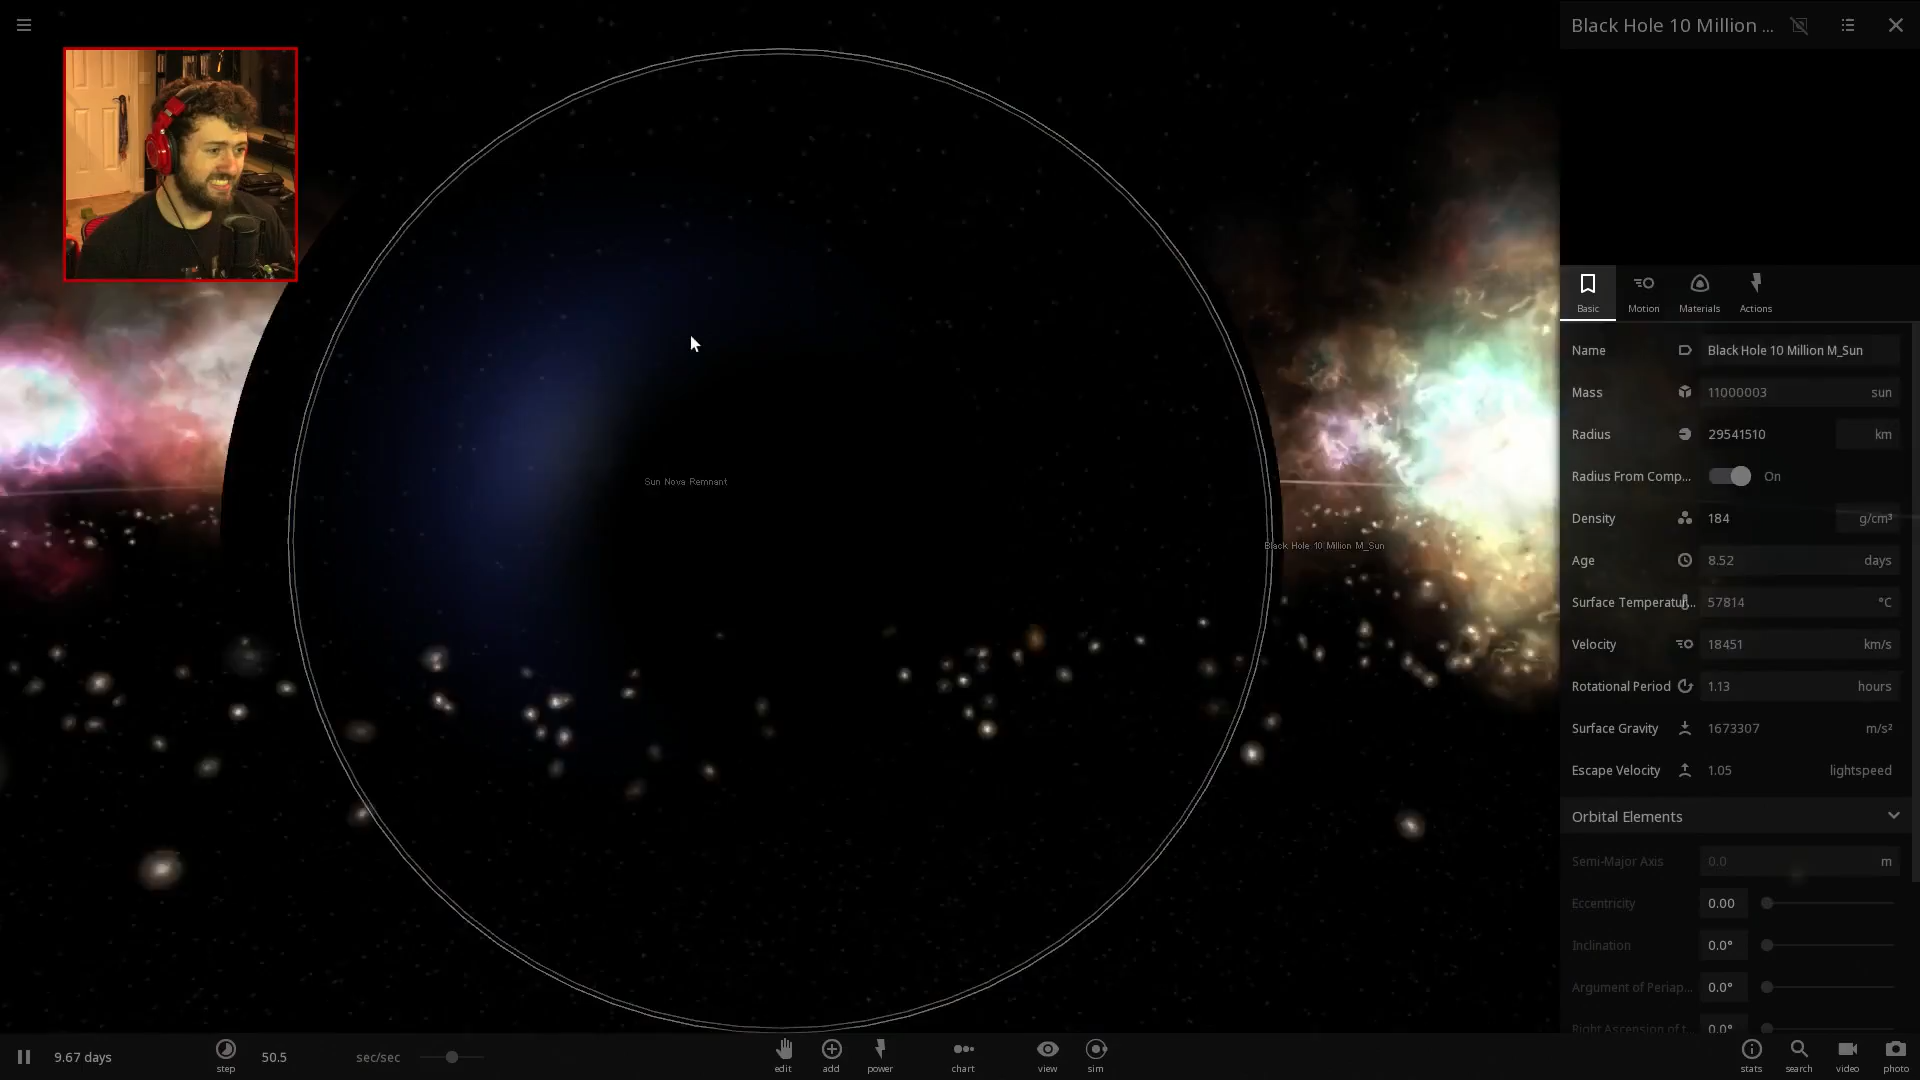 Black Hole 10 Million ...
Basic
Motion
Materials
Actions
Name
Black Hole 10 Million M_Sun
Mass
11000003
sun
Radius
29541510
km
Radius From Comp...
On
Density
184
g/cm³
Age
8.52
days
Surface Temperatur...
57814
°C
Velocity
18451
km/s
Rotational Period
1.13
hours
Surface Gravity
1673307
m/s²
Escape Velocity
1.05
lightspeed
Orbital Elements
Semi-Major Axis
0.0
m
Eccentricity
0.00
Inclination
0.0°
Argument of Periap...
0.0°
Right Ascension of t...
0.0°
Sun Nova Remnant
Black Hole 10 Million M_Sun
9.67 days
step
50.5
sec/sec
edit
add
power
chart
view
sim
stats
search
video
photo